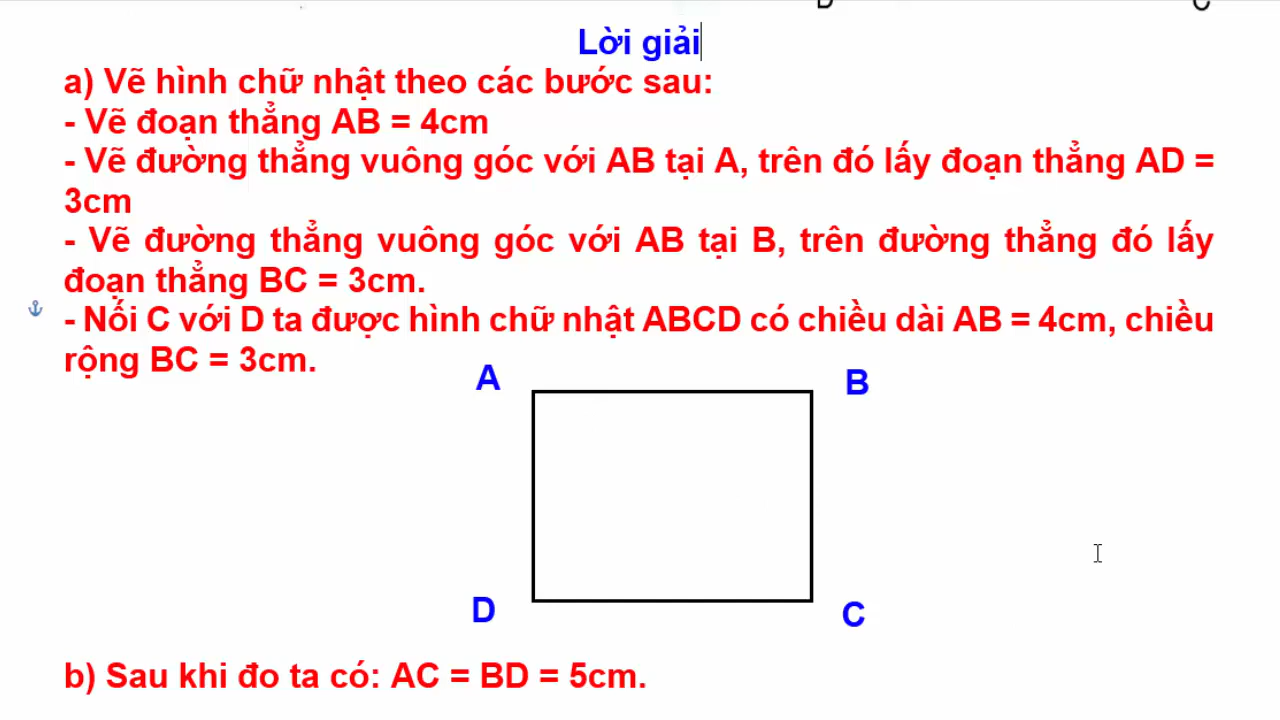 D C
Lời giải
a) Vẽ hình chữ nhật theo các bước sau:
- Vẽ đoạn thẳng AB = 4cm
- Vẽ đường thẳng vuông góc với AB tại A, trên đó lấy đoạn thẳng AD =
3cm
- Vẽ đường thẳng vuông góc với AB tại B, trên đường thẳng đó lấy
đoạn thẳng BC = 3cm.
- Nối C với D ta được hình chữ nhật ABCD có chiều dài AB = 4cm, chiều
rộng BC = 3cm.
A B
D C
b) Sau khi đo ta có: AC = BD = 5cm.